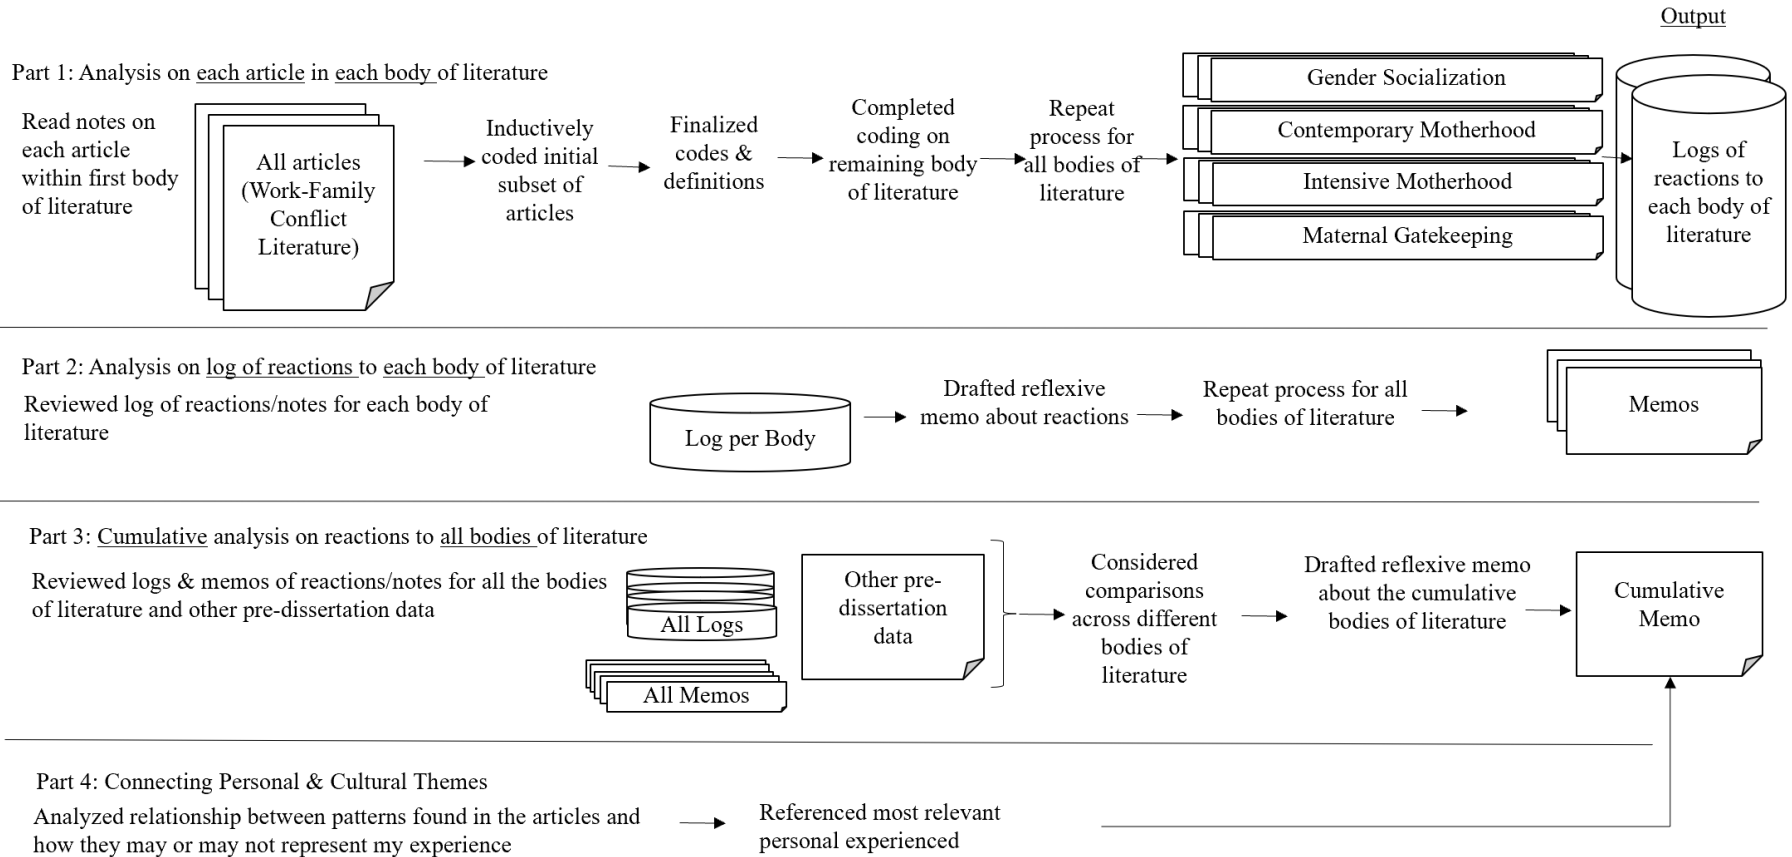 Output
Part 1: Analysis on each article in each body of literature
Read notes on
each article
within first body
of literature
All articles
(Work-Family
Conflict
Literature)
Inductively
coded initial
subset of
articles
Finalized
codes &
definitions
Completed
coding on
remaining body
of literature
Repeat
process for
all bodies of
literature
Gender Socialization
Contemporary Motherhood
Intensive Motherhood
Maternal Gatekeeping
Logs of
reactions to
each body of
literature
Part 2: Analysis on log of reactions to each body of literature
Reviewed log of reactions/notes for each body of
literature
Log per Body
Drafted reflexive
memo about reactions
Repeat process for all
bodies of literature
Memos
Part 3: Cumulative analysis on reactions to all bodies of literature
Reviewed logs & memos of reactions/notes for all the bodies
of literature and other pre-dissertation data
All Logs
All Memos
Other pre-
dissertation
data
Considered
comparisons
across different
bodies of
literature
Drafted reflexive memo
about the cumulative
bodies of literature
Cumulative
Memo
Part 4: Connecting Personal & Cultural Themes
Analyzed relationship between patterns found in the articles and
how they may or may not represent my experience
Referenced most relevant
personal experienced